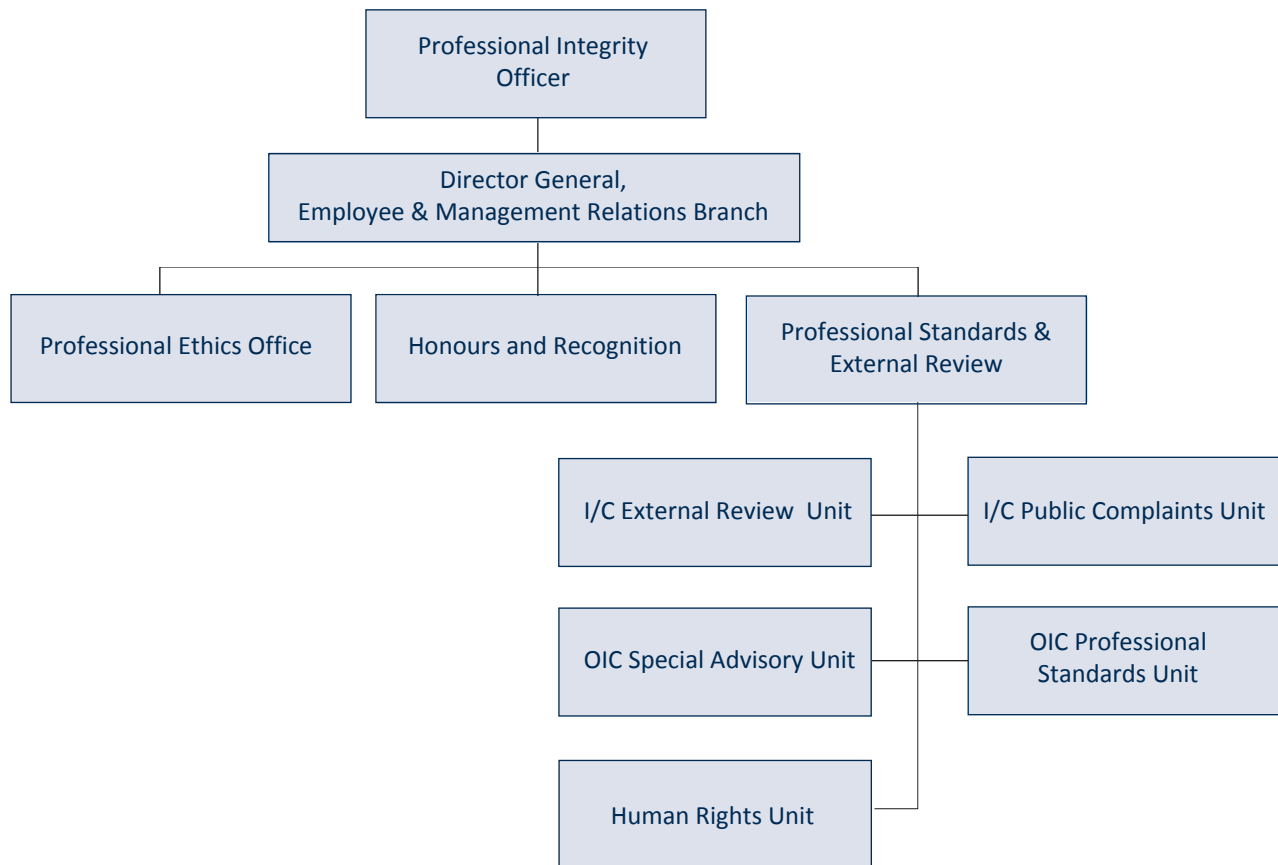 Professional Integrity
Officer
Director General,
Employee & Management Relations Branch
Professional Ethics Office
Honours and Recognition
Professional Standards &
External Review
I/C External Review  Unit
I/C Public Complaints Unit
OIC Special Advisory Unit
OIC Professional
Standards Unit
Human Rights Unit